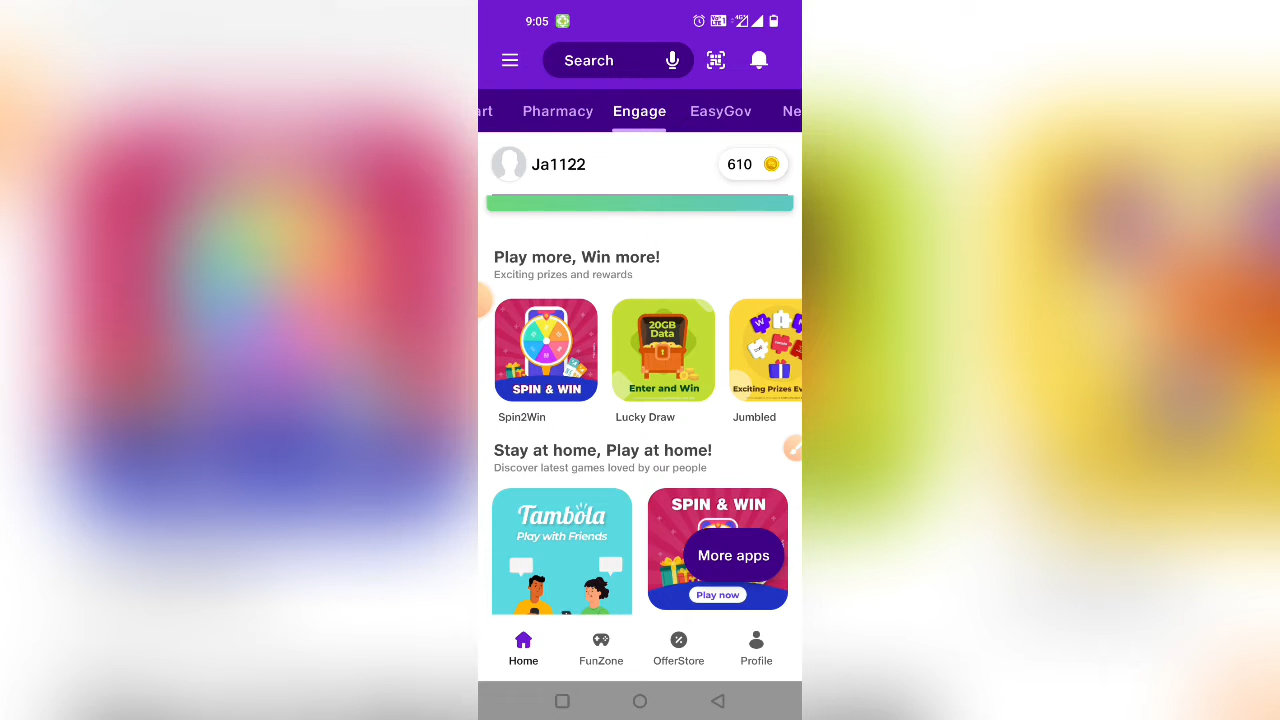 9:05
Search
art Pharmacy Engage EasyGov Ne
Ja1122 610
Play more, Win more!
Exciting prizes and rewards
SPIN & WIN
20GB
Data
Enter and Win
WIN
Exciting Prizes Ev
Spin2Win Lucky Draw Jumbled
Stay at home, Play at home!
Discover latest games loved by our people
Tambola
Play with Friends
SPIN & WIN
More apps
Play now
Home FunZone OfferStore Profile